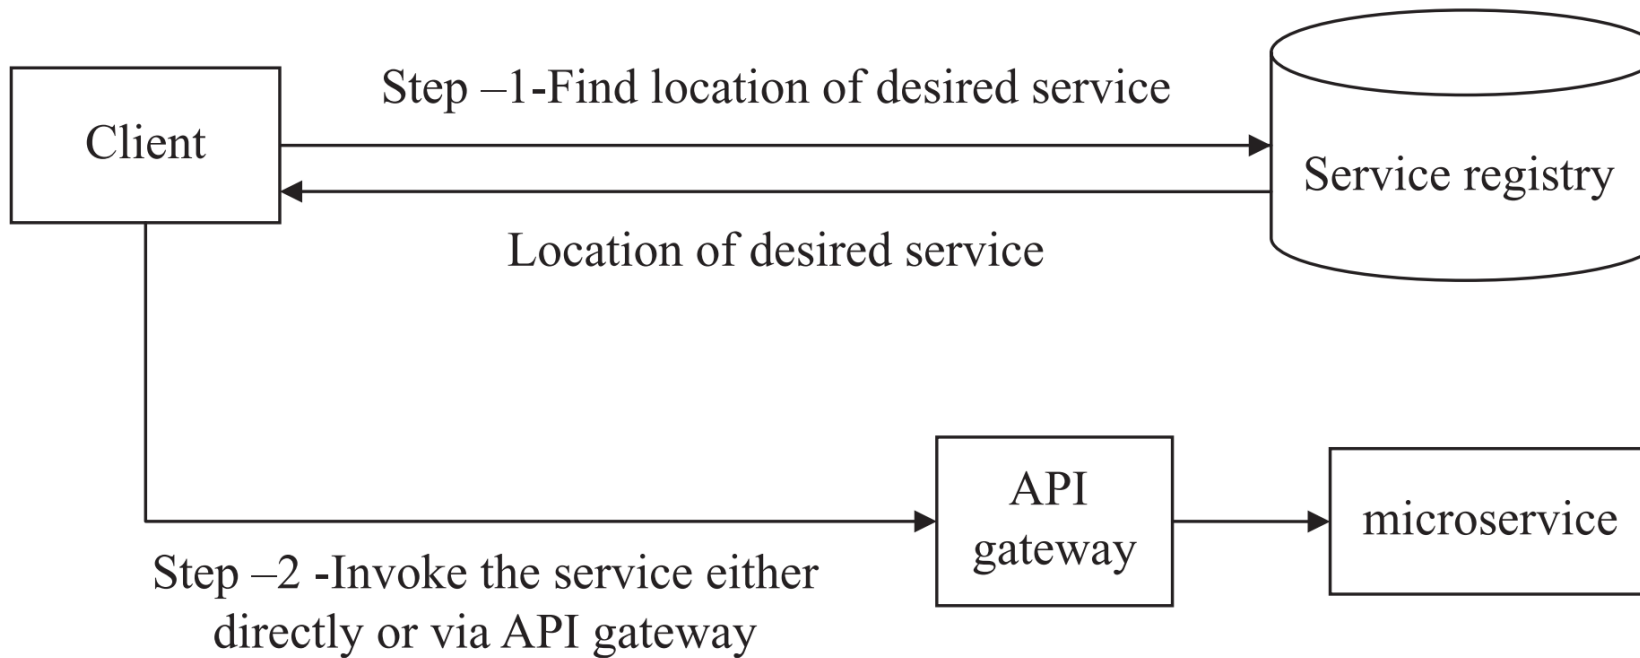 Step –1-Find location of desired service
Client
Service registry
Location of desired service
API
gateway
microservice
Step –2 -Invoke the service either
directly or via API gateway